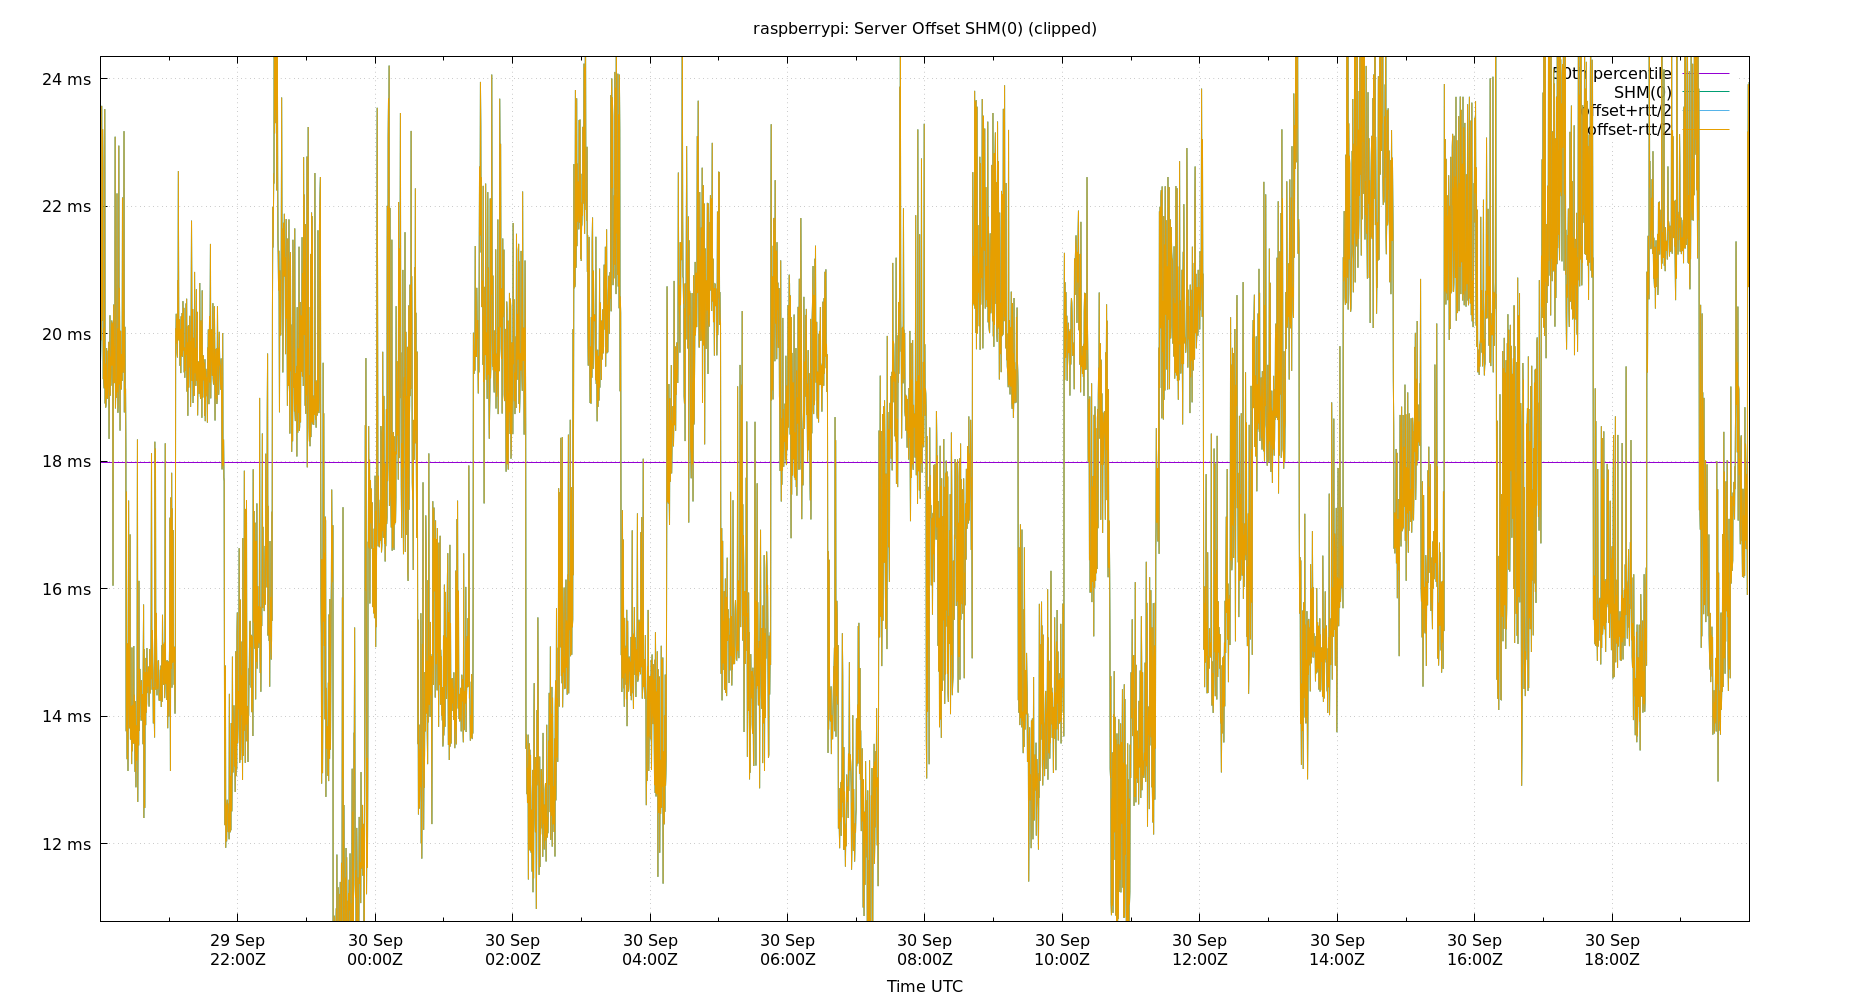 raspberrypi: Server Offset SHM(0) (clipped)
24 ms
22 ms
20 ms
18 ms
16 ms
14 ms
12 ms
50th percentile
SHM(0)
offset+rtt/2
offset-rtt/2
29 Sep 30 Sep 30 Sep 30 Sep 30 Sep 30 Sep 30 Sep 30 Sep 30 Sep 30 Sep 30 Sep
22:00Z 00:00Z 02:00Z 04:00Z 06:00Z 08:00Z 10:00Z 12:00Z 14:00Z 16:00Z 18:00Z
Time UTC